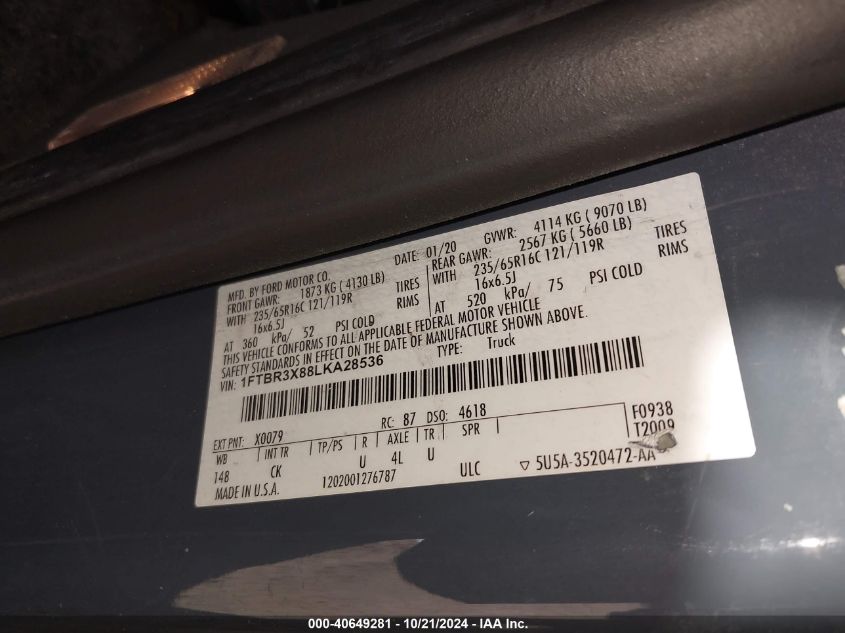 MFD. BY FORD MOTOR CO.
DATE: 01/20
GVWR: 4114 KG ( 9070 LB)
FRONT GAWR: 1873 KG ( 4130 LB)
REAR GAWR: 2567 KG ( 5660 LB)
WITH 235/65R16C 121/119R TIRES
WITH 235/65R16C 121/119R TIRES
16x6.5J RIMS
16x6.5J RIMS
AT 360 kPa/ 52 PSI COLD
AT 520 kPa/ 75 PSI COLD
THIS VEHICLE CONFORMS TO ALL APPLICABLE FEDERAL MOTOR VEHICLE
SAFETY STANDARDS IN EFFECT ON THE DATE OF MANUFACTURE SHOWN ABOVE.
VIN: 1FTBR3X88LKA28536
TYPE: Truck
EXT PNT: X0079
RC: 87 DSO: 4618
F0938
T2009
WB INT TR TP/PS R AXLE TR SPR
148 CK U 4L U ULC
5U5A-3520472-AA
MADE IN U.S.A.
1202001276787
000-40649281 - 10/21/2024 - IAA Inc.